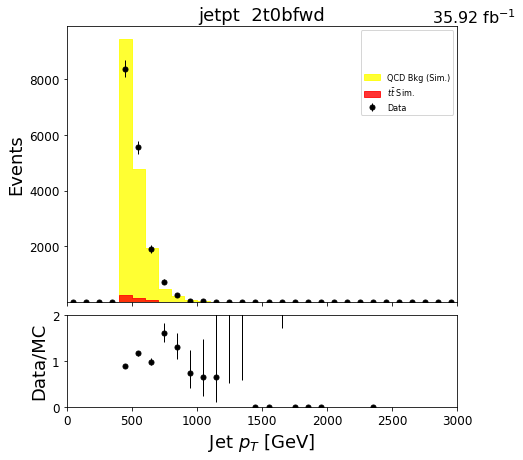 jetpt 2t0bfwd
35.92 fb⁻¹
QCD Bkg (Sim.)
tt̄ Sim.
Data
Events
8000
6000
4000
2000
Data/MC
2
1
0
0 500 1000 1500 2000 2500 3000
Jet p_T [GeV]